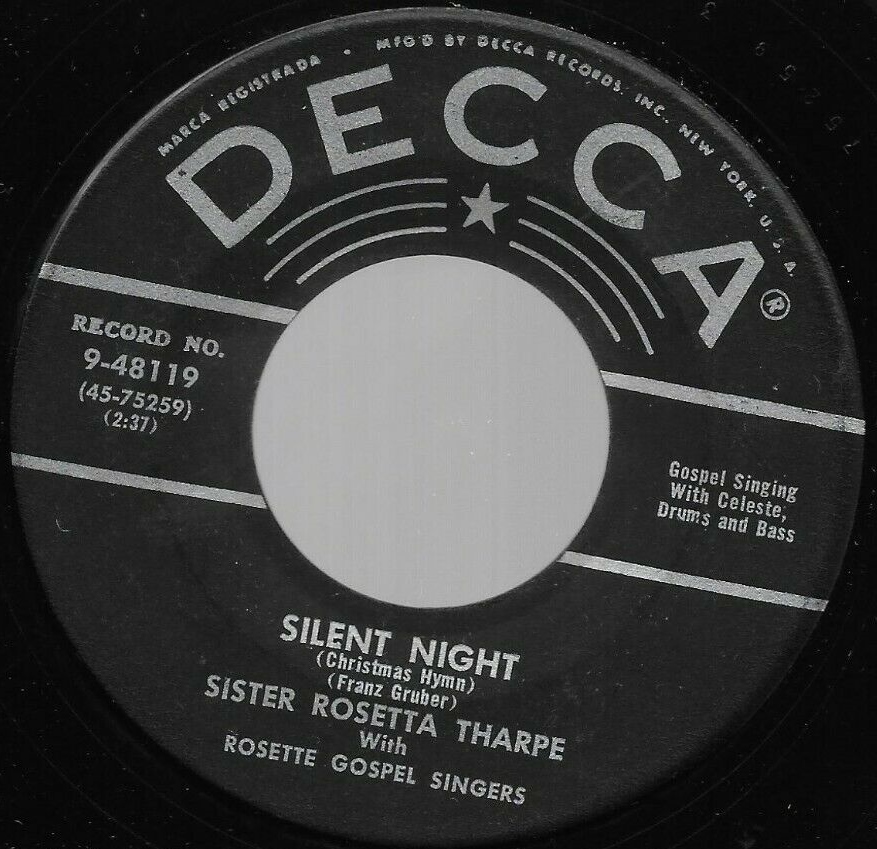 MARCA REGISTRADA • MFG'D BY DECCA RECORDS, INC., NEW YORK, U. S. A.
DECCA®
RECORD NO.
9-48119
(45-75259)
(2:37)
Gospel Singing
With Celeste,
Drums and Bass
SILENT NIGHT
(Christmas Hymn)
(Franz Gruber)
SISTER ROSETTA THARPE
With
ROSETTE GOSPEL SINGERS